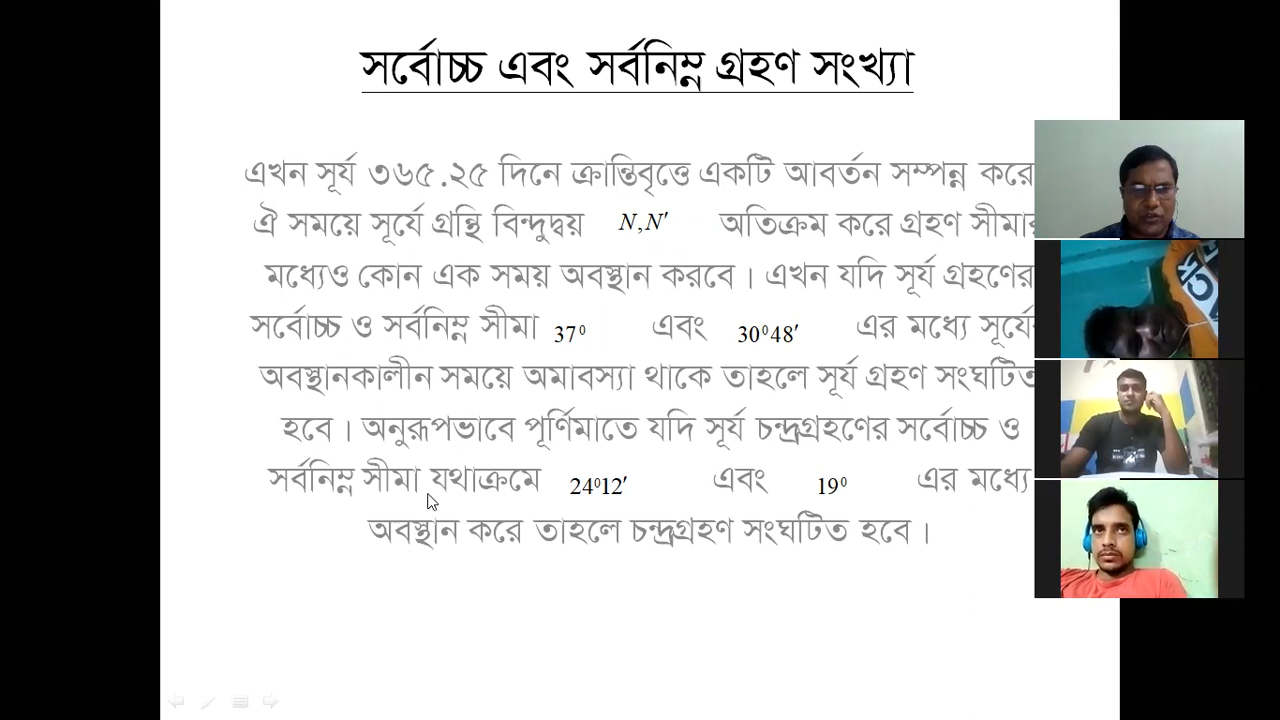 সর্বোচ্চ এবং সর্বনিম্ন গ্রহণ সংখ্যা
এখন সূর্য ৩৬৫.২৫ দিনে ক্রান্তিবৃত্তে একটি আবর্তন সম্পন্ন করে
ঐ সময়ে সূর্যে গ্রন্থি বিন্দুদ্বয় N,N′ অতিক্রম করে গ্রহণ সীমার
মধ্যেও কোন এক সময় অবস্থান করবে। এখন যদি সূর্য গ্রহণের
সর্বোচ্চ ও সর্বনিম্ন সীমা 37⁰ এবং 30⁰48′ এর মধ্যে সূর্যের
অবস্থানকালীন সময়ে অমাবস্যা থাকে তাহলে সূর্য গ্রহণ সংঘটিত
হবে। অনুরূপভাবে পূর্ণিমাতে যদি সূর্য চন্দ্রগ্রহণের সর্বোচ্চ ও
সর্বনিম্ন সীমা যথাক্রমে 24⁰12′ এবং 19⁰ এর মধ্যে
অবস্থান করে তাহলে চন্দ্রগ্রহণ সংঘটিত হবে।